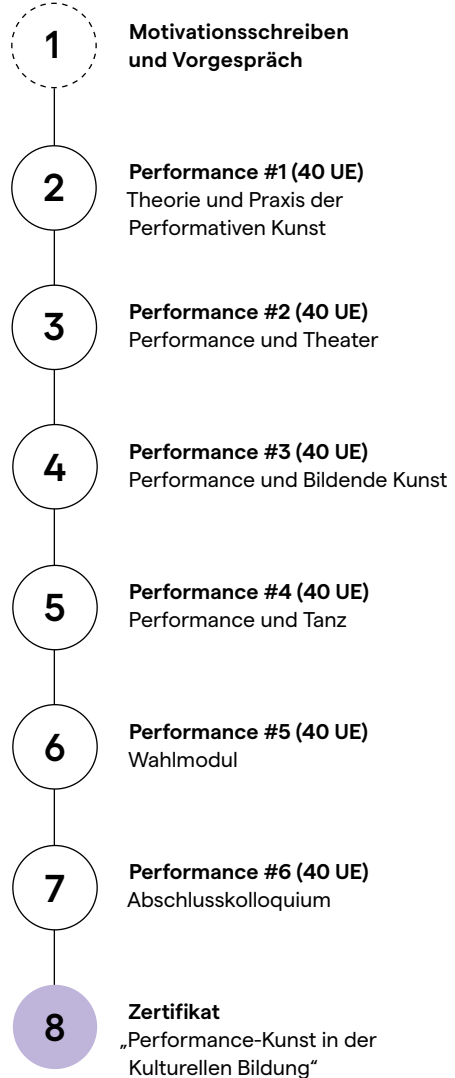 1
Motivationsschreiben
und Vorgespräch
2
Performance #1 (40 UE)
Theorie und Praxis der
Performativen Kunst
3
Performance #2 (40 UE)
Performance und Theater
4
Performance #3 (40 UE)
Performance und Bildende Kunst
5
Performance #4 (40 UE)
Performance und Tanz
6
Performance #5 (40 UE)
Wahlmodul
7
Performance #6 (40 UE)
Abschlusskolloquium
8
Zertifikat
„Performance-Kunst in der
Kulturellen Bildung“